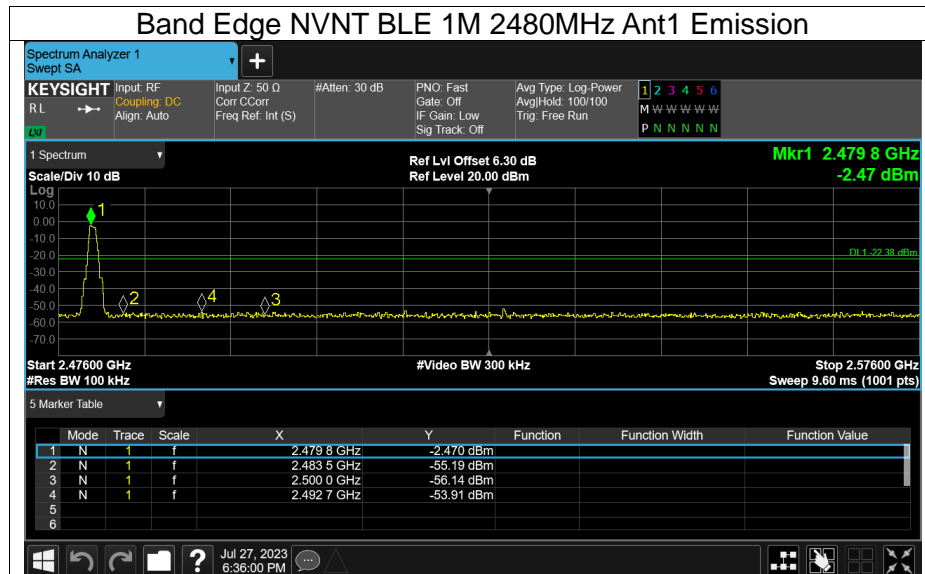 Band Edge NVNT BLE 1M 2480MHz Ant1 Emission
Spectrum Analyzer 1
Swept SA
+
KEYSIGHT Input: RF Input Z: 50 Ω #Atten: 30 dB PNO: Fast Avg Type: Log-Power 1 2 3 4 5 6
RL Coupling: DC Corr CCorr Gate: Off Avg|Hold: 100/100 M W W W W W
Align: Auto Freq Ref: Int (S) IF Gain: Low Trig: Free Run
LXI Sig Track: Off P N N N N N
1 Spectrum Ref Lvl Offset 6.30 dB Mkr1 2.479 8 GHz
Scale/Div 10 dB Ref Level 20.00 dBm -2.47 dBm
Log
10.0 1
0.00
-10.0
-20.0 DL1 -22.38 dBm
-30.0
-40.0
-50.0 2 4 3
-60.0
-70.0
Start 2.47600 GHz #Video BW 300 kHz Stop 2.57600 GHz
#Res BW 100 kHz Sweep 9.60 ms (1001 pts)
5 Marker Table
Mode Trace Scale X Y Function Function Width Function Value
1 N 1 f 2.479 8 GHz -2.470 dBm
2 N 1 f 2.483 5 GHz -55.19 dBm
3 N 1 f 2.500 0 GHz -56.14 dBm
4 N 1 f 2.492 7 GHz -53.91 dBm
5
6
? Jul 27, 2023
6:36:00 PM